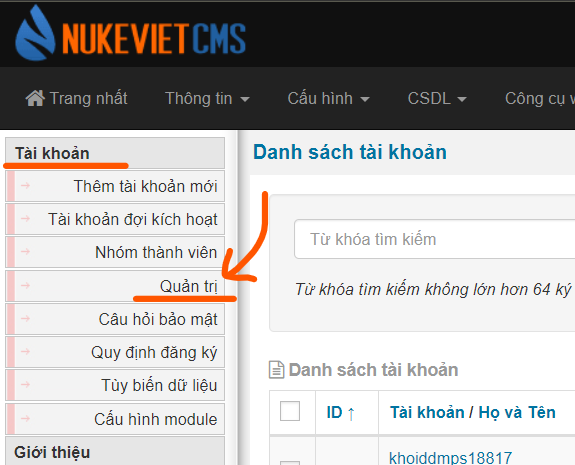 NUKEVIETCMS
Trang nhất Thông tin Cấu hình CSDL Công cụ
Tài khoản
Thêm tài khoản mới
Tài khoản đợi kích hoạt
Nhóm thành viên
Quản trị
Câu hỏi bảo mật
Quy định đăng ký
Tùy biến dữ liệu
Cấu hình module
Giới thiệu
Danh sách tài khoản
Từ khóa tìm kiếm
Từ khóa tìm kiếm không lớn hơn 64 ký
Danh sách tài khoản
ID ↑ Tài khoản / Họ và Tên
khoiddmps18817